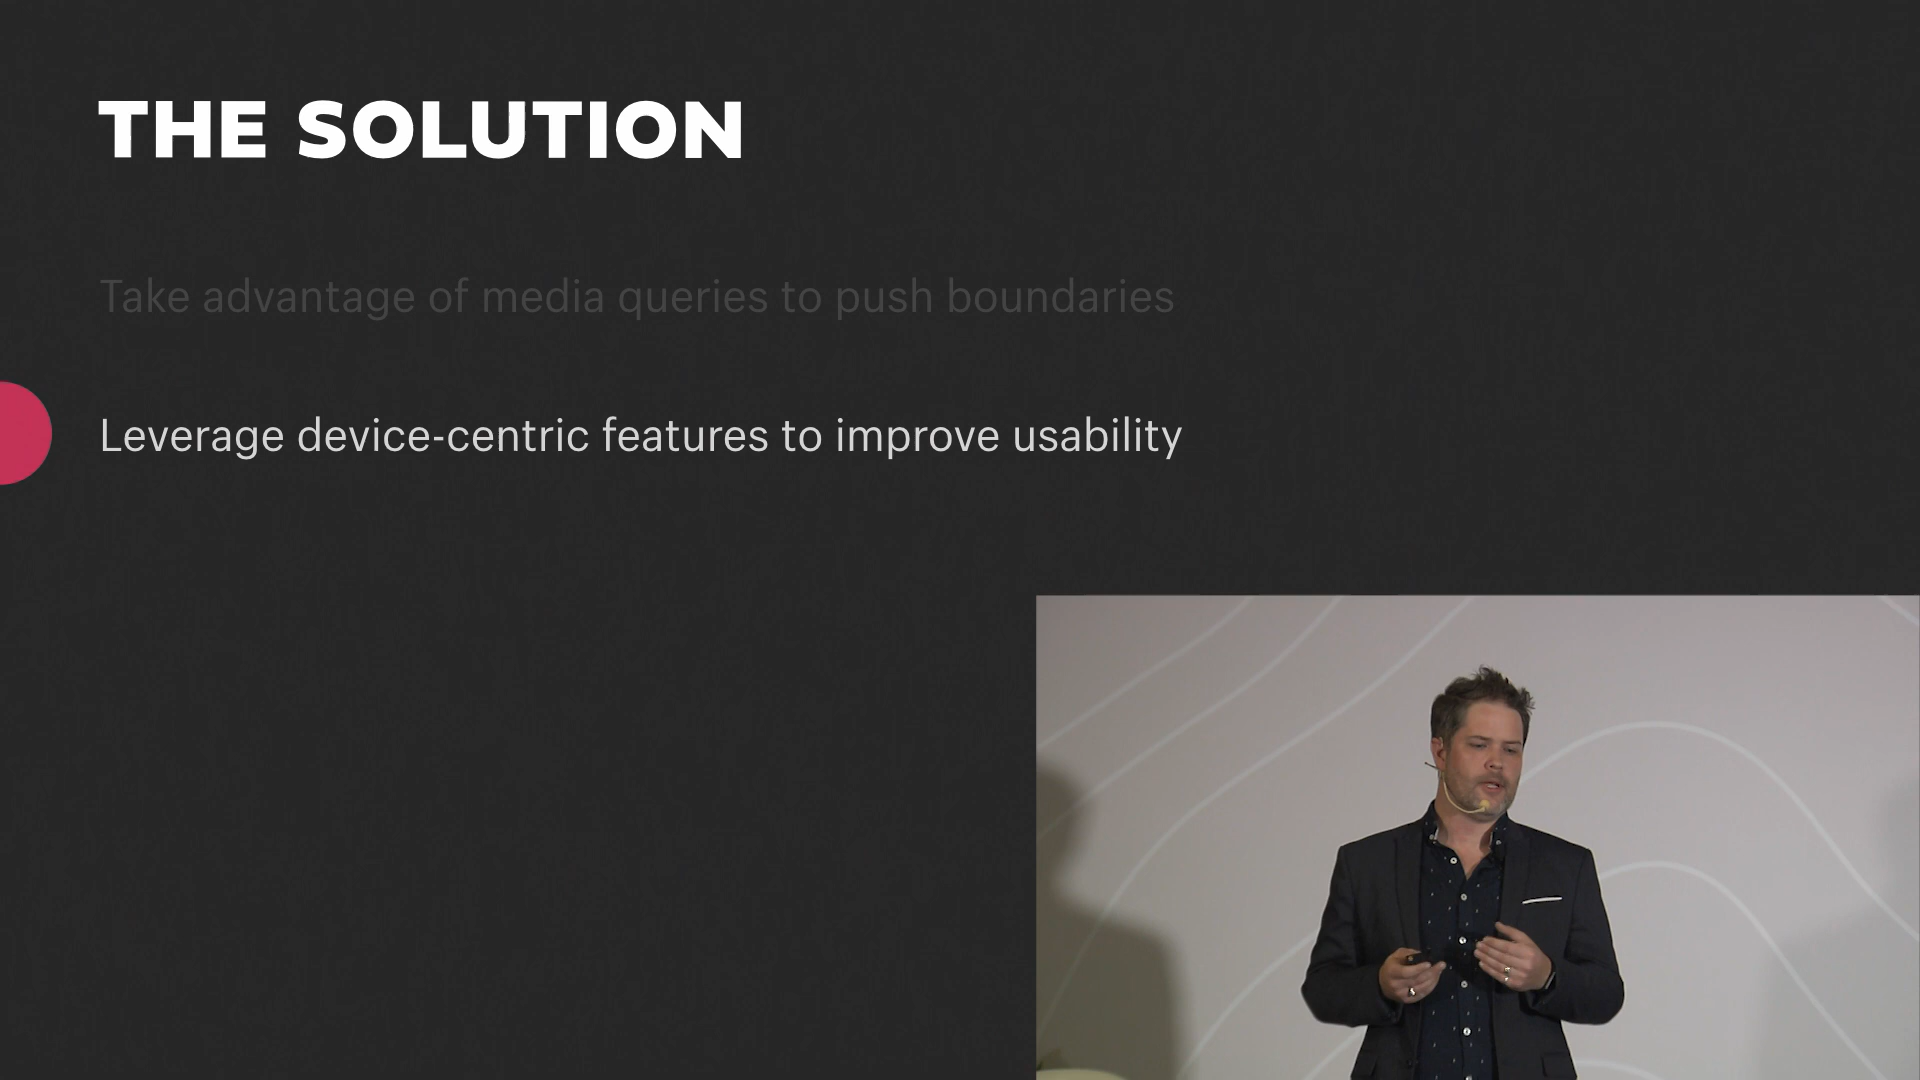 THE SOLUTION
Take advantage of media queries to push boundaries
Leverage device-centric features to improve usability